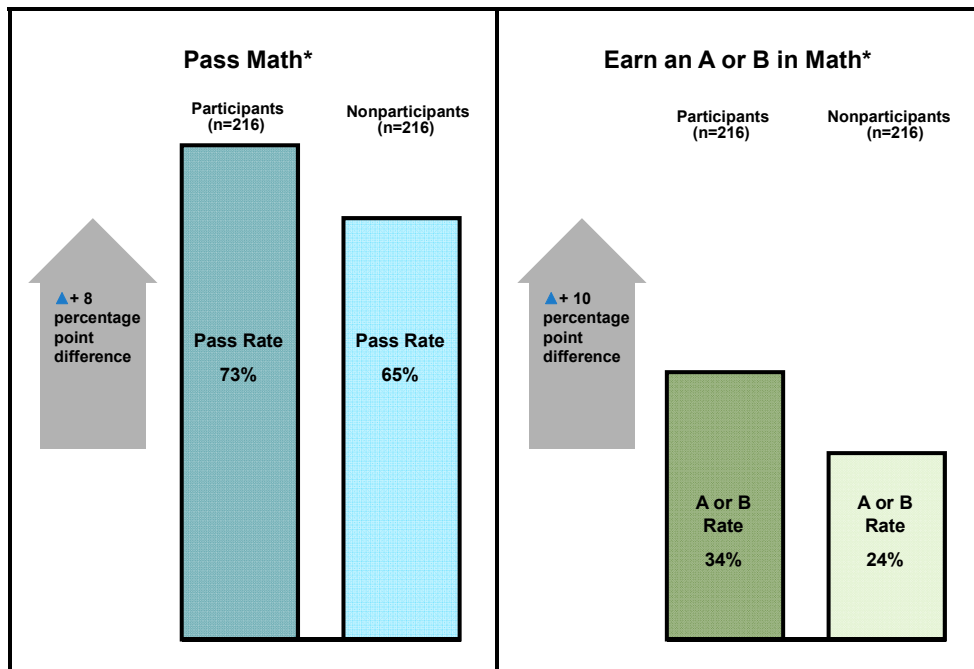 Pass Math*
Participants
(n=216)
Nonparticipants
(n=216)
▲+ 8
percentage
point
difference
Pass Rate
73%
Pass Rate
65%
Earn an A or B in Math*
Participants
(n=216)
Nonparticipants
(n=216)
▲+ 10
percentage
point
difference
A or B
Rate
34%
A or B
Rate
24%